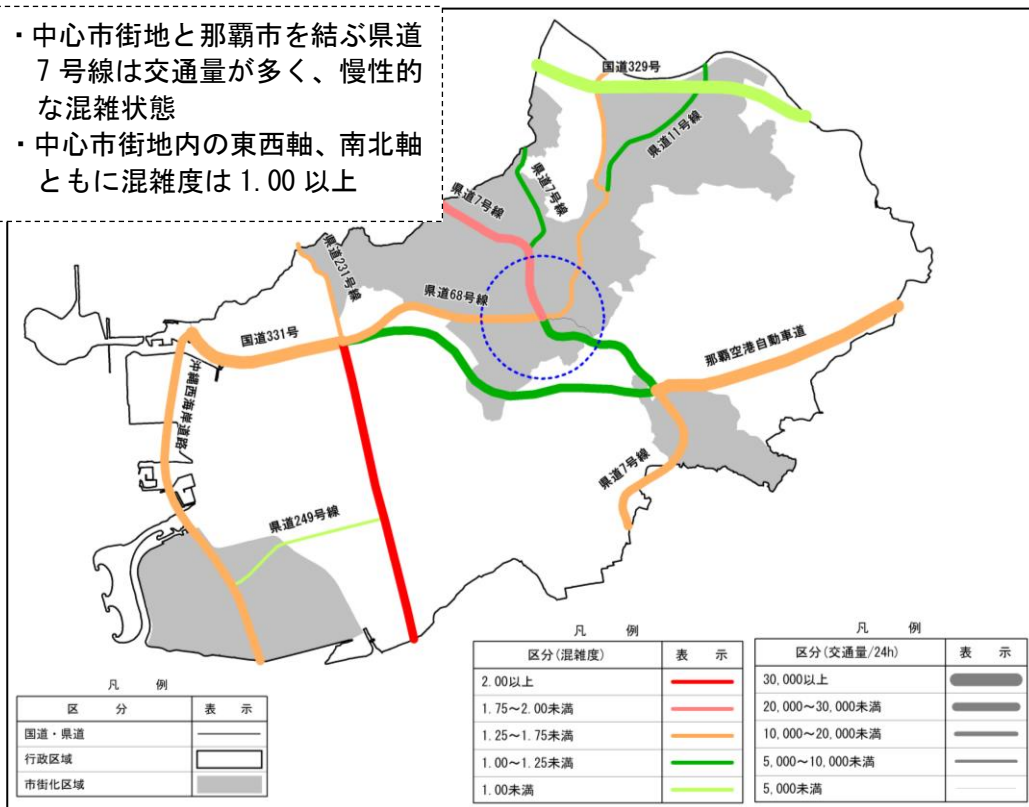 ・中心市街地と那覇市を結ぶ県道
7号線は交通量が多く、慢性的
な混雑状態
・中心市街地内の東西軸、南北軸
ともに混雑度は1.00以上
国道329号
県道11号線
県道7号線
県道7号線
県道231号線
県道68号線
国道331号
那覇空港自動車道
沖縄西海岸道路
県道7号線
県道249号線
凡 例
区 分 表 示
国道・県道
行政区域
市街化区域
凡 例
区分(混雑度) 表 示
2.00以上
1.75~2.00未満
1.25~1.75未満
1.00~1.25未満
1.00未満
凡 例
区分(交通量/24h) 表 示
30,000以上
20,000~30,000未満
10,000~20,000未満
5,000~10,000未満
5,000未満